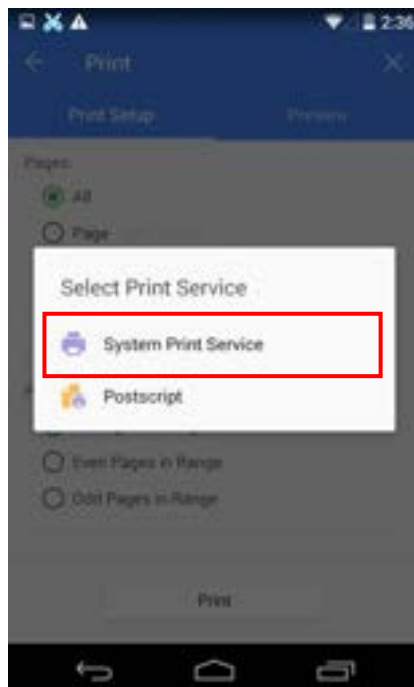 2:36
Print
Print Setup Preview
Pages:
All
Page
Select Print Service
System Print Service
Postscript
Even Pages in Range
Odd Pages in Range
Print